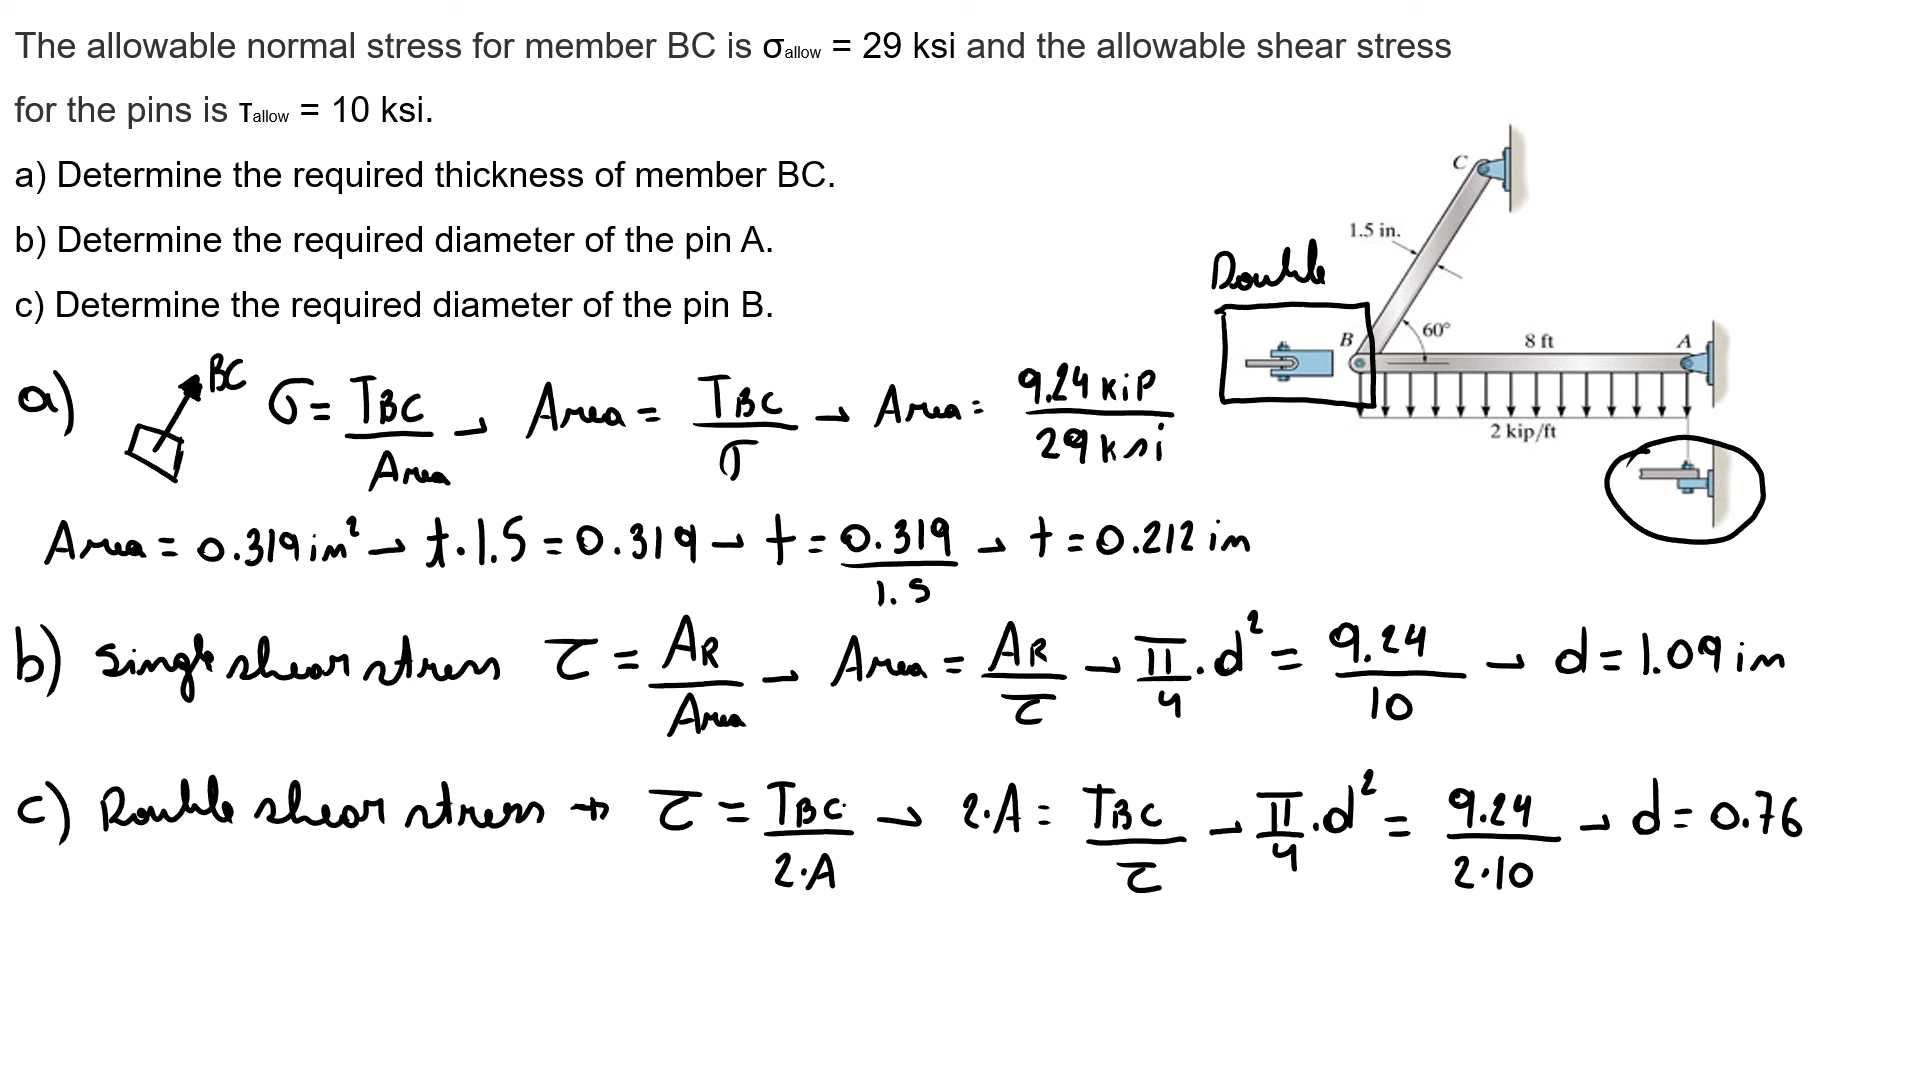 The allowable normal stress for member BC is σallow = 29 ksi and the allowable shear stress
for the pins is τallow = 10 ksi.
a) Determine the required thickness of member BC.
b) Determine the required diameter of the pin A.
c) Determine the required diameter of the pin B.
C
1.5 in.
Double
B
60°
8 ft
A
2 kip/ft
a) BC σ = TBC / Area → Area = TBC / σ → Area = 9.24 kip / 29 ksi
Area = 0.319 in² → t.1.5 = 0.319 → t = 0.319 / 1.5 → t = 0.212 in
b) Single shear stress τ = AR / Area → Area = AR / τ → π/4 . d² = 9.24 / 10 → d = 1.09 in
c) Double shear stress → τ = TBC / 2.A → 2.A = TBC / τ → π/4 . d² = 9.24 / 2.10 → d = 0.76